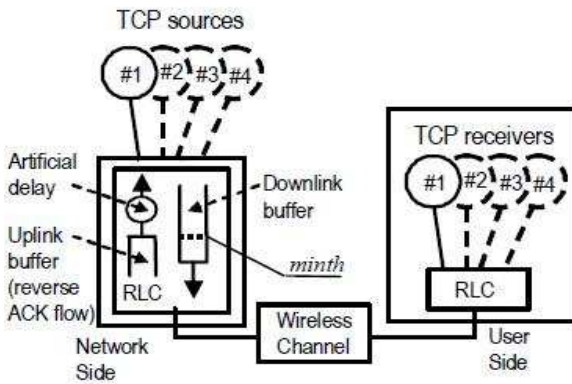 TCP sources
#1
#2
#3
#4
Artificial
delay
Downlink
buffer
Uplink
buffer
(reverse
ACK flow)
RLC
minth
Network
Side
Wireless
Channel
TCP receivers
#1
#2
#3
#4
RLC
User
Side